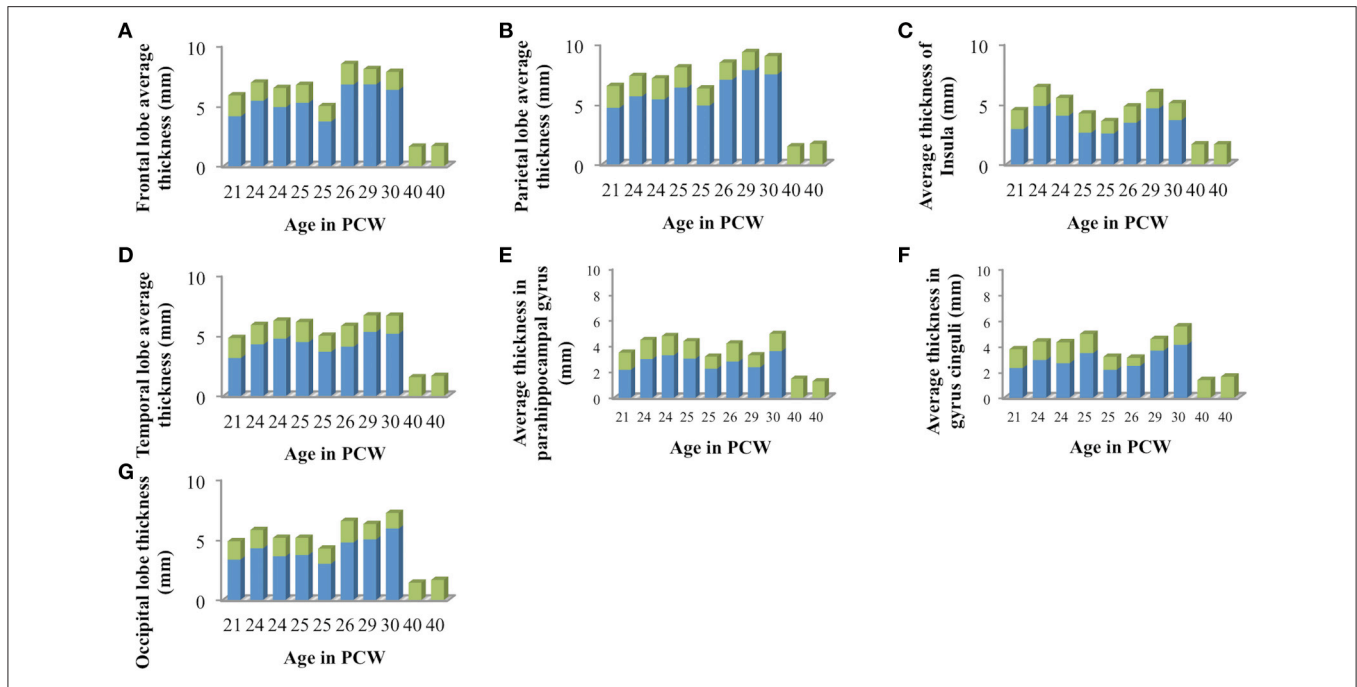 A
Frontal lobe average
thickness (mm)
10
5
0
21 24 24 25 25 26 29 30 40 40
Age in PCW
B
Parietal lobe average
thickness (mm)
10
5
0
21 24 24 25 25 26 29 30 40 40
Age in PCW
C
Average thickness of
Insula (mm)
10
5
0
21 24 24 25 25 26 29 30 40 40
Age in PCW
D
Temporal lobe average
thickness (mm)
10
5
0
21 24 24 25 25 26 29 30 40 40
Age in PCW
E
Average thickness in
parahippocampal gyrus
(mm)
10
8
6
4
2
0
21 24 24 25 25 26 29 30 40 40
Age in PCW
F
Average thickness in
gyrus cinguli (mm)
10
8
6
4
2
0
21 24 24 25 25 26 29 30 40 40
Age in PCW
G
Occipital lobe thickness
(mm)
10
5
0
21 24 24 25 25 26 29 30 40 40
Age in PCW